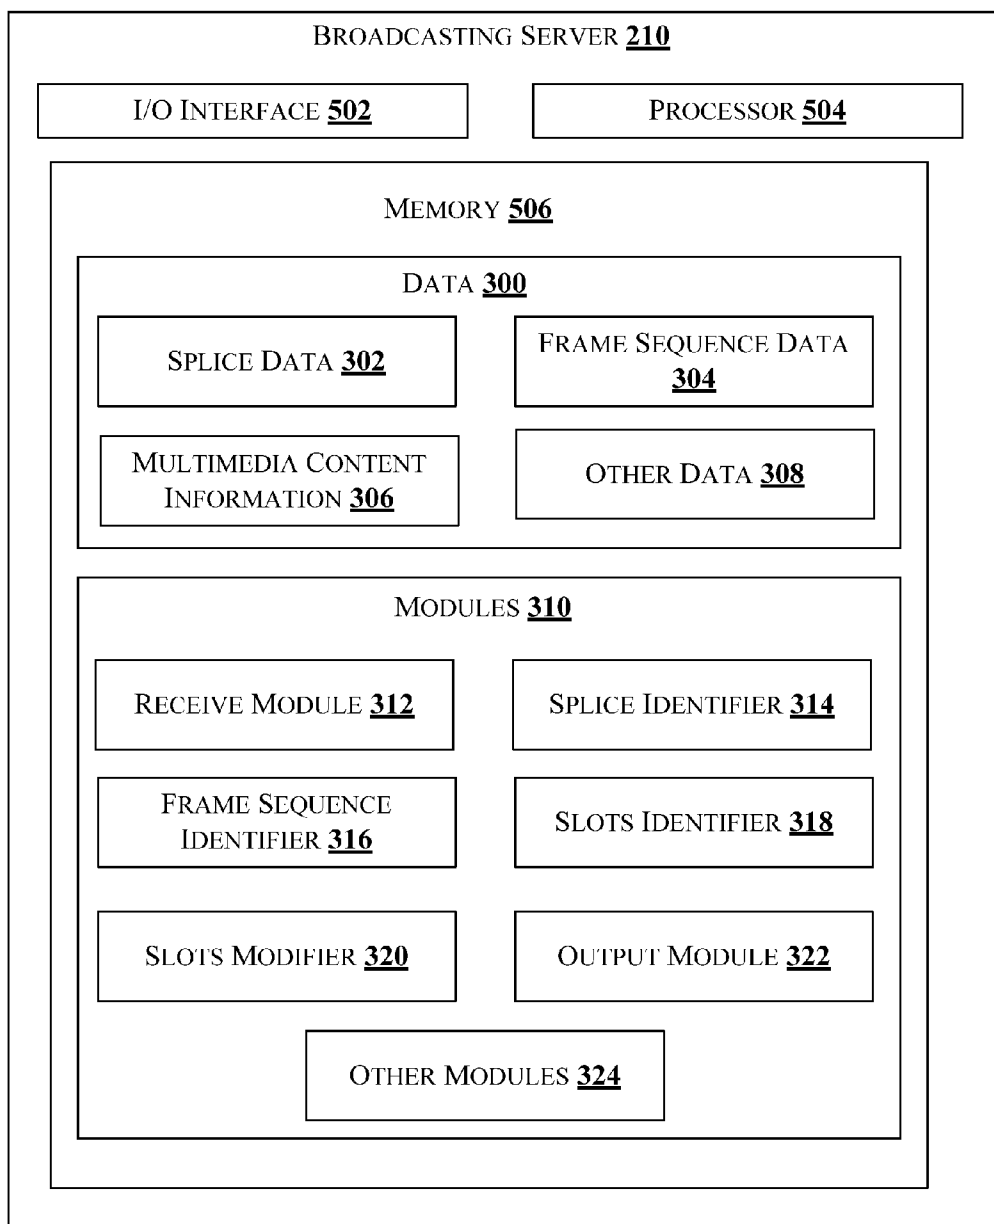 BROADCASTING SERVER 210
I/O INTERFACE 502
PROCESSOR 504
MEMORY 506
DATA 300
SPLICE DATA 302
FRAME SEQUENCE DATA
304
MULTIMEDIA CONTENT
INFORMATION 306
OTHER DATA 308
MODULES 310
RECEIVE MODULE 312
SPLICE IDENTIFIER 314
FRAME SEQUENCE
IDENTIFIER 316
SLOTS IDENTIFIER 318
SLOTS MODIFIER 320
OUTPUT MODULE 322
OTHER MODULES 324